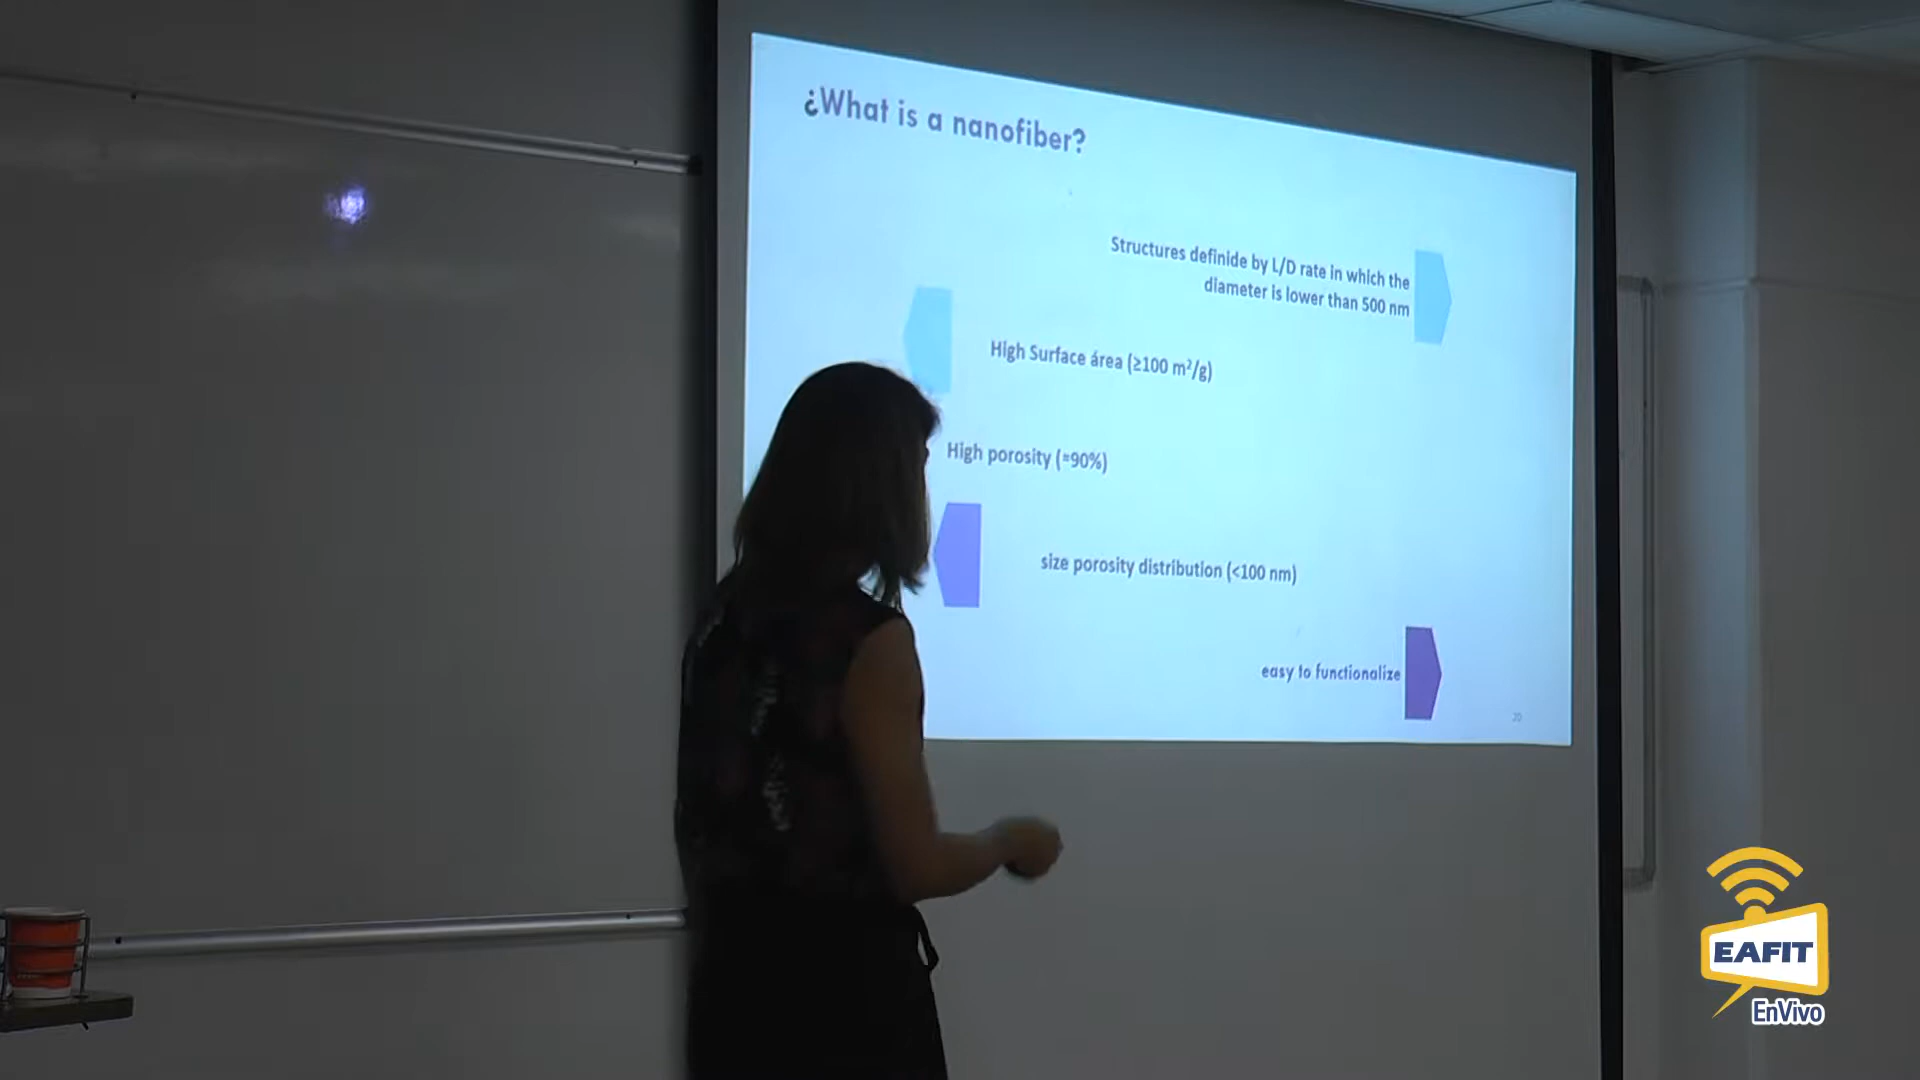 ¿What is a nanofiber?
Structures definide by L/D rate in which the
diameter is lower than 500 nm
High Surface área (≥100 m²/g)
High porosity (≈90%)
size porosity distribution (<100 nm)
easy to functionalize
20
EAFIT
EnVivo